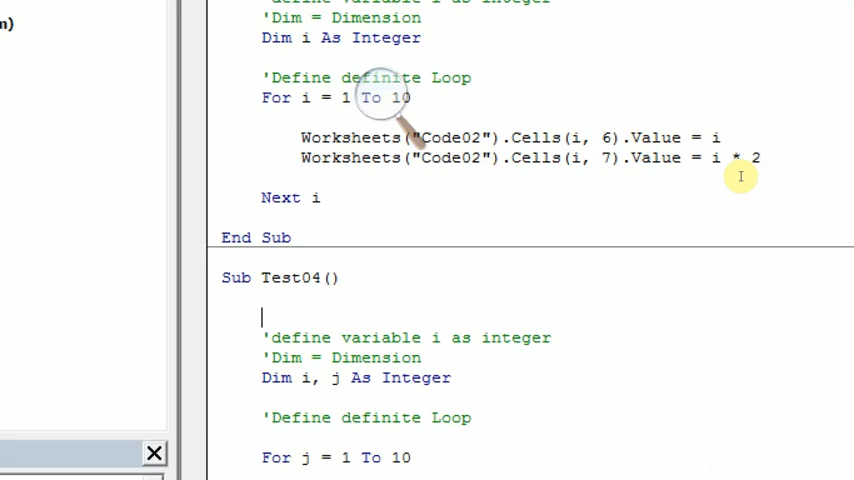 'define variable i as integer
m)
'Dim = Dimension
Dim i As Integer
'Define definite Loop
For i = 1 To 10
Worksheets("Code02").Cells(i, 6).Value = i
Worksheets("Code02").Cells(i, 7).Value = i * 2
Next i
End Sub
Sub Test04()
'define variable i as integer
'Dim = Dimension
Dim i, j As Integer
'Define definite Loop
For j = 1 To 10